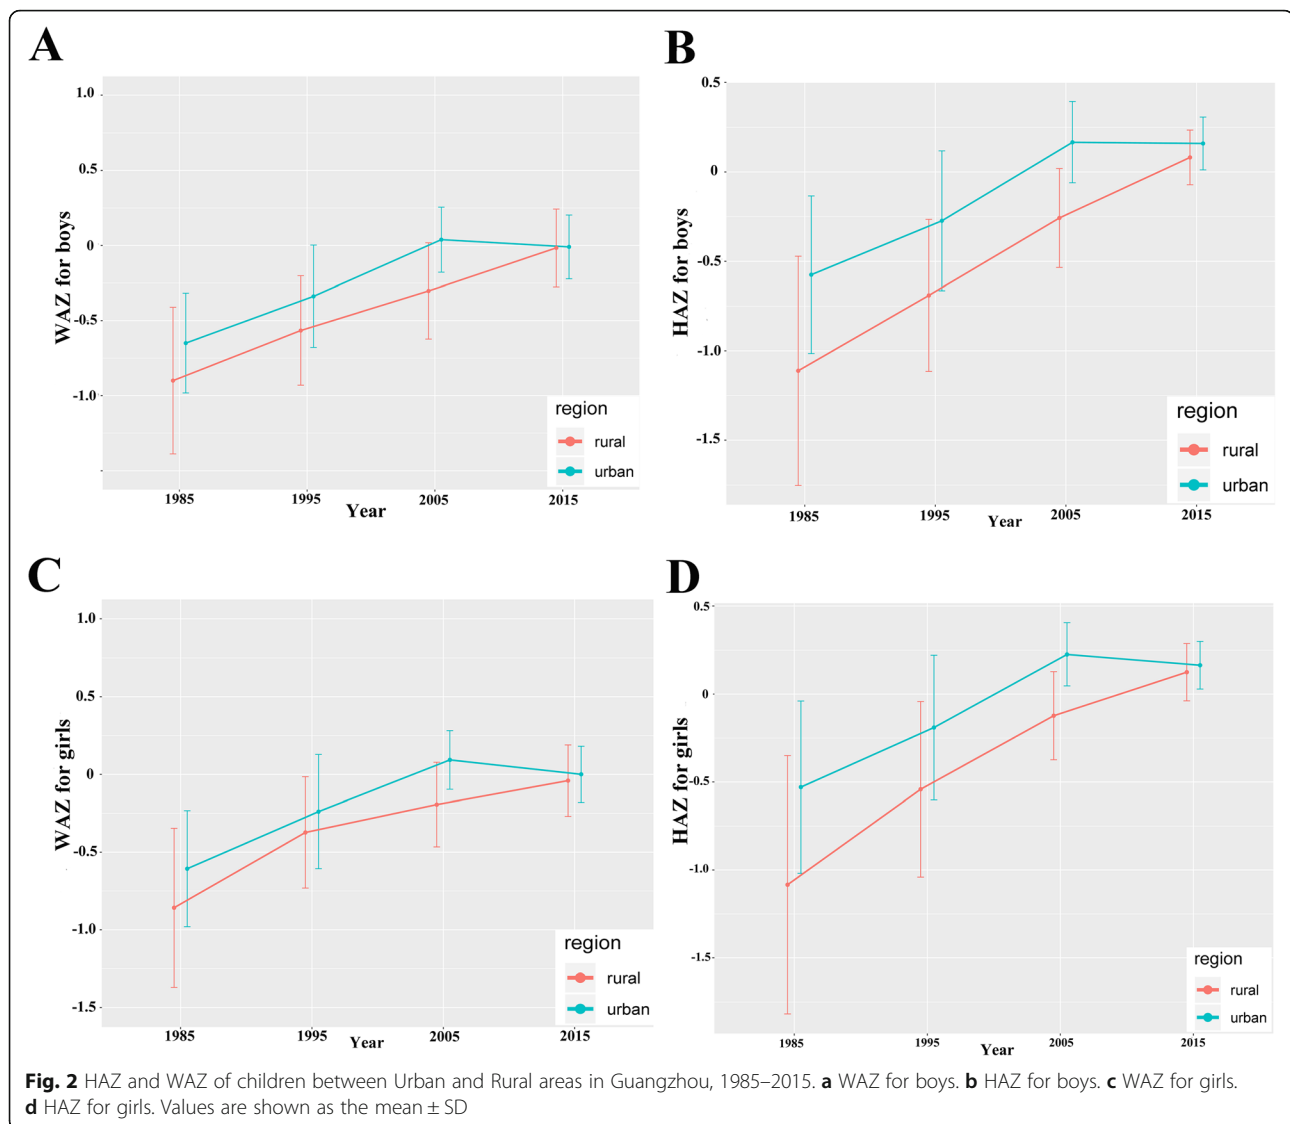 A
1.0
0.5
0
-0.5
-1.0
WAZ for boys
1985
1995
2005
2015
Year
region
rural
urban
B
0.5
0
-0.5
-1.0
-1.5
HAZ for boys
1985
1995
2005
2015
Year
region
rural
urban
C
1.0
0.5
0
-0.5
-1.0
-1.5
WAZ for girls
1985
1995
2005
2015
Year
region
rural
urban
D
0.5
0
-0.5
-1.0
-1.5
HAZ for girls
1985
1995
2005
2015
Year
region
rural
urban
Fig. 2 HAZ and WAZ of children between Urban and Rural areas in Guangzhou, 1985–2015. a WAZ for boys. b HAZ for boys. c WAZ for girls.
d HAZ for girls. Values are shown as the mean ± SD